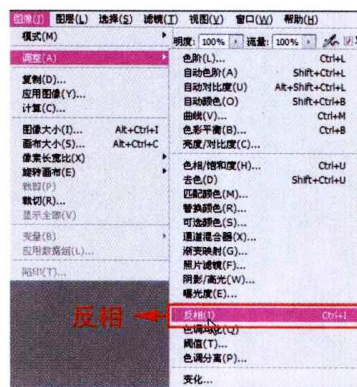 图像(I) 图层(L) 选择(S) 滤镜(T) 视图(V) 窗口(W) 帮助(H)
模式(M)
明度: 100% 流量: 100%
调整(A)
复制(D)...
应用图像(Y)...
计算(C)...
图像大小(I)... Alt+Ctrl+I
画布大小(S)... Alt+Ctrl+C
像素长宽比(X)
旋转画布(E)
裁剪(P)
裁切(R)...
显示全部(V)
变量(B)
应用数据组(L)...
陷印(T)...
色阶(L)... Ctrl+L
自动色阶(A) Shift+Ctrl+L
自动对比度(U) Alt+Shift+Ctrl+L
自动颜色(O) Shift+Ctrl+B
曲线(V)... Ctrl+M
色彩平衡(B)... Ctrl+B
亮度/对比度(C)...
色相/饱和度(H)... Ctrl+U
去色(D) Shift+Ctrl+U
匹配颜色(M)...
替换颜色(R)...
可选颜色(S)...
通道混合器(X)...
渐变映射(G)...
照片滤镜(F)...
阴影/高光(W)...
曝光度(E)...
反相(I) Ctrl+I
色调均化(Q)
阈值(T)...
色调分离(P)...
变化...
反相